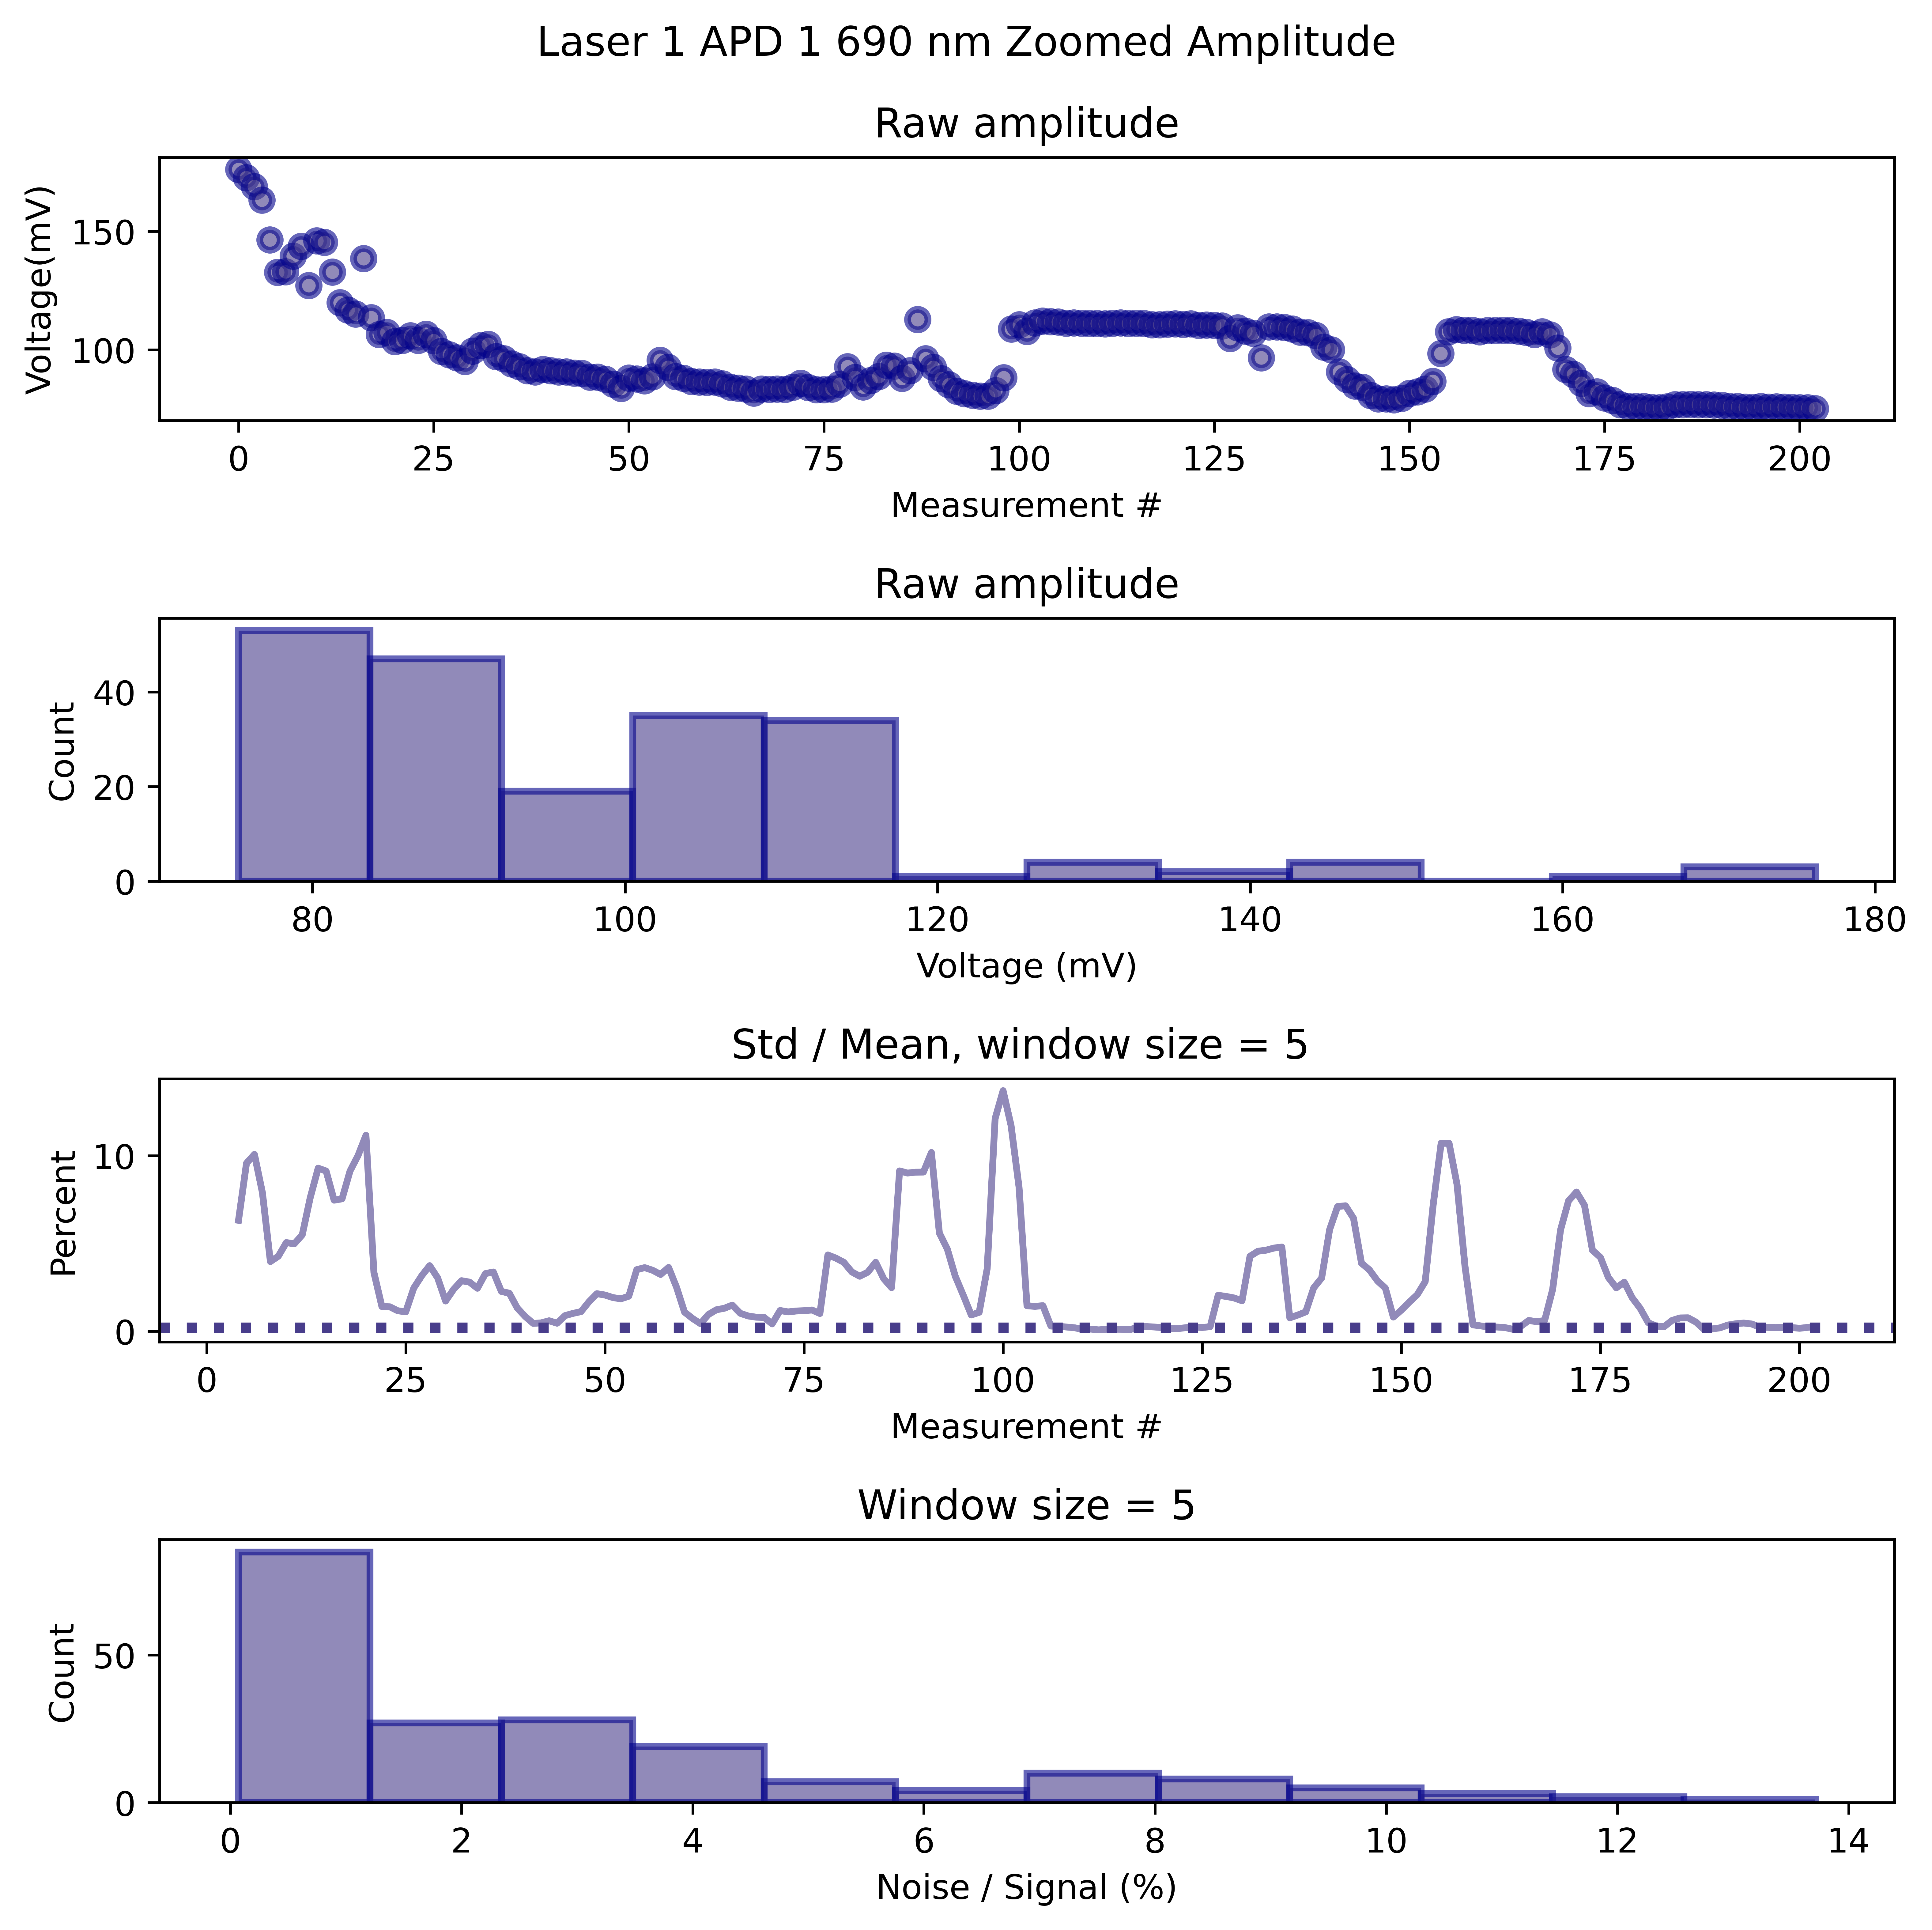 Laser 1 APD 1 690 nm Zoomed Amplitude
Raw amplitude
Voltage(mV)
150
100
0 25 50 75 100 125 150 175 200
Measurement #
Raw amplitude
Count
40
20
0
80 100 120 140 160 180
Voltage (mV)
Std / Mean, window size = 5
Percent
10
0
0 25 50 75 100 125 150 175 200
Measurement #
Window size = 5
Count
50
0
0 2 4 6 8 10 12 14
Noise / Signal (%)